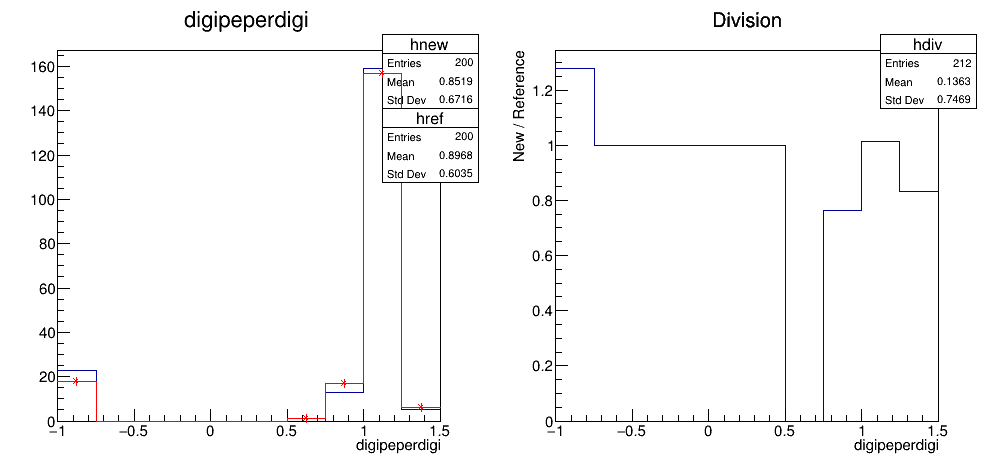 digipeperdigi
hnew
Entries 200
Mean 0.8519
Std Dev 0.6716
href
Entries 200
Mean 0.8968
Std Dev 0.6035
160
140
120
100
80
60
40
20
0
−1 −0.5 0 0.5 1 1.5
digipeperdigi
Division
hdiv
Entries 212
Mean 0.1363
Std Dev 0.7469
New / Reference
1.2
1
0.8
0.6
0.4
0.2
0
−1 −0.5 0 0.5 1 1.5
digipeperdigi